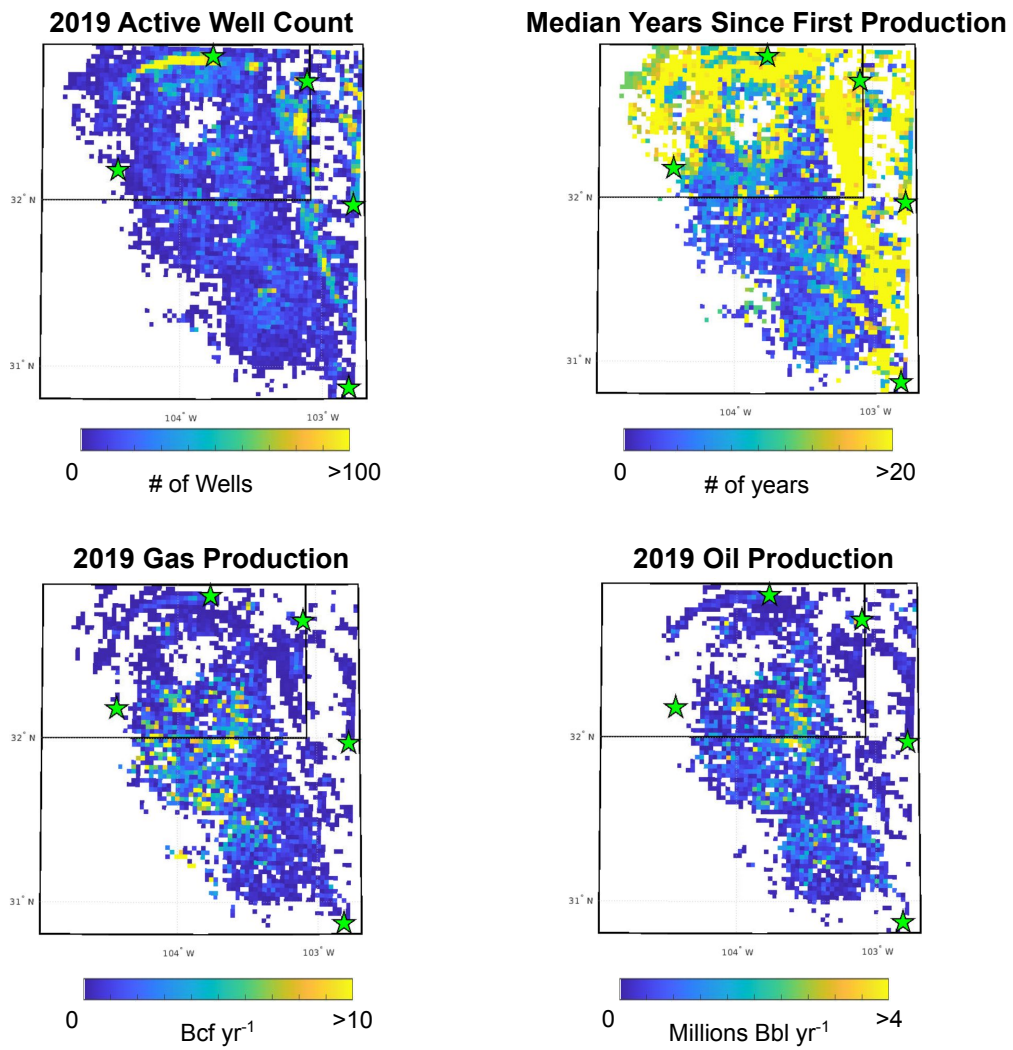 2019 Active Well Count
32° N
31° N
104° W
103° W
0
>100
# of Wells
Median Years Since First Production
32° N
31° N
104° W
103° W
0
>20
# of years
2019 Gas Production
32° N
31° N
104° W
103° W
0
>10
Bcf yr⁻¹
2019 Oil Production
32° N
31° N
104° W
103° W
0
>4
Millions Bbl yr⁻¹